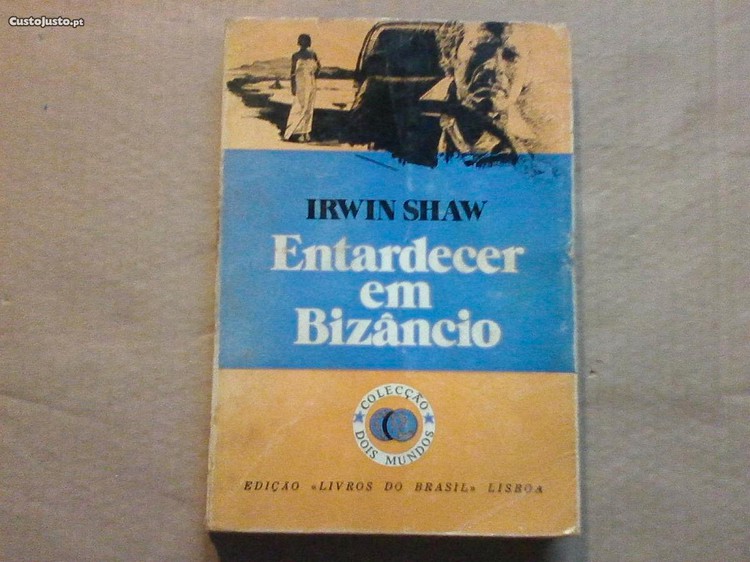 CustoJusto.pt
IRWIN SHAW
Entardecer
em
Bizâncio
COLECÇÃO
DOIS MUNDOS
EDIÇÃO «LIVROS DO BRASIL» LISBOA